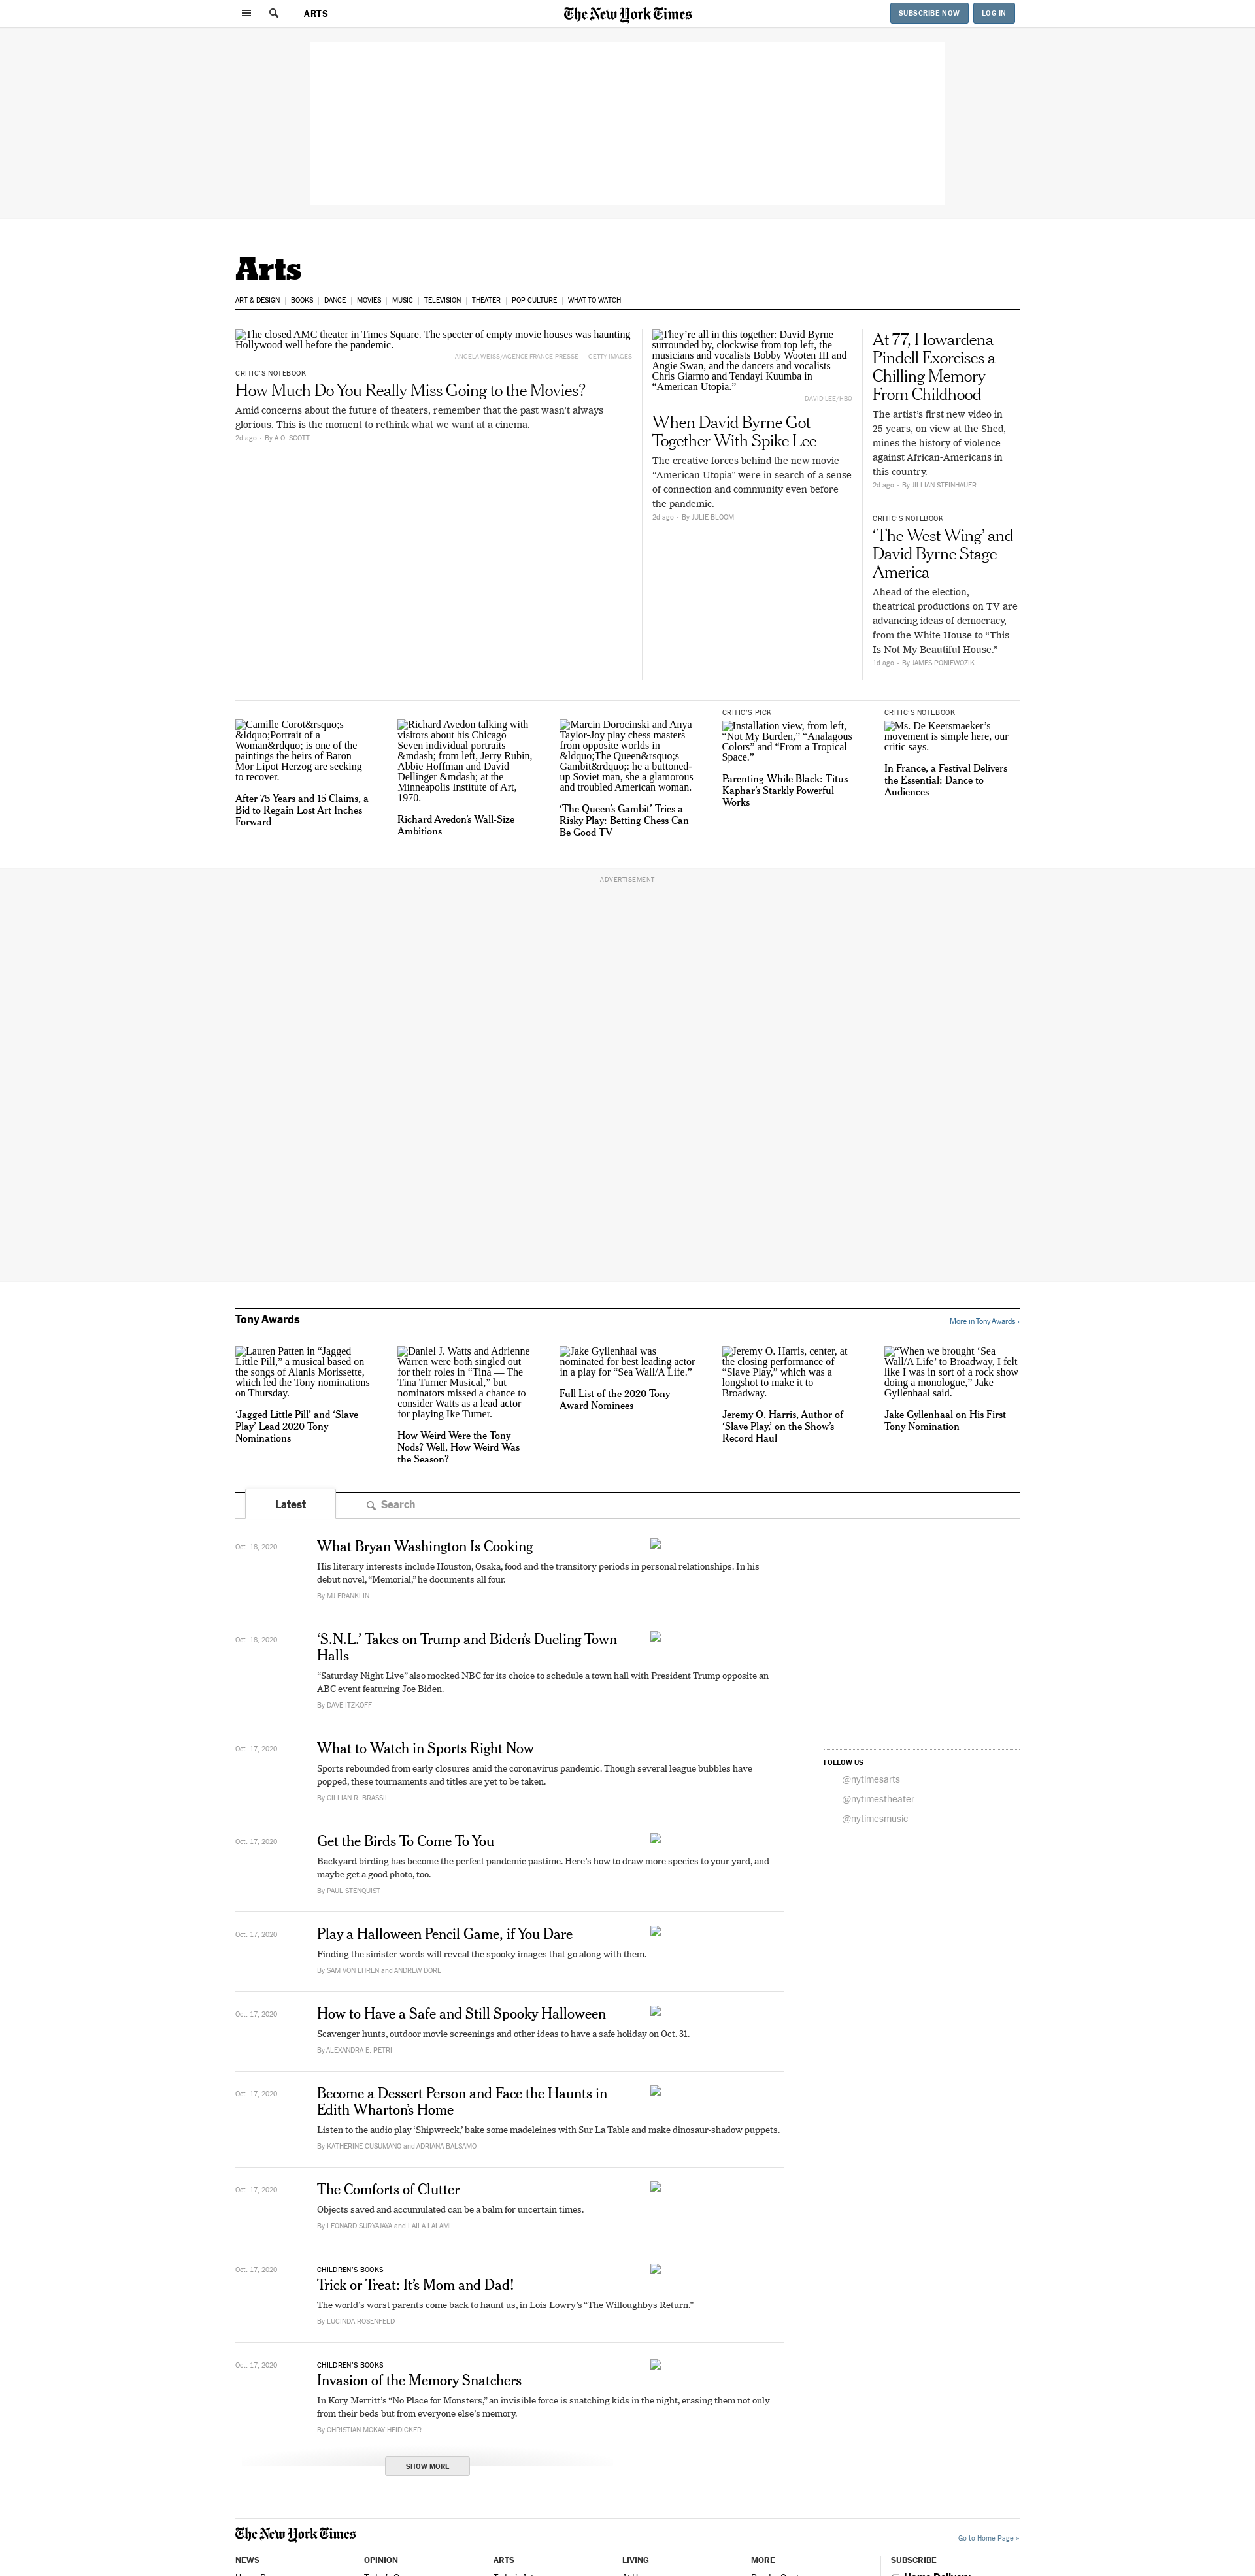 ARTS
The New York Times
SUBSCRIBE NOW
LOG IN
Arts
ART & DESIGN
BOOKS
DANCE
MOVIES
MUSIC
TELEVISION
THEATER
POP CULTURE
WHAT TO WATCH
The closed AMC theater in Times Square. The specter of empty movie houses was haunting
Hollywood well before the pandemic.
ANGELA WEISS/AGENCE FRANCE-PRESSE — GETTY IMAGES
CRITIC'S NOTEBOOK
How Much Do You Really Miss Going to the Movies?
Amid concerns about the future of theaters, remember that the past wasn't always
glorious. This is the moment to rethink what we want at a cinema.
2d ago - By A.O. SCOTT
They're all in this together: David Byrne
surrounded by, clockwise from top left, the
musicians and vocalists Bobby Wooten III and
Angie Swan, and the dancers and vocalists
Chris Giarmo and Tendayi Kuumba in
“American Utopia.”
DAVID LEE/HBO
When David Byrne Got
Together With Spike Lee
The creative forces behind the new movie
“American Utopia” were in search of a sense
of connection and community even before
the pandemic.
2d ago - By JULIE BLOOM
At 77, Howardena
Pindell Exorcises a
Chilling Memory
From Childhood
The artist's first new video in
25 years, on view at the Shed,
mines the history of violence
against African-Americans in
this country.
2d ago - By JILLIAN STEINHAUER
CRITIC'S NOTEBOOK
‘The West Wing’ and
David Byrne Stage
America
Ahead of the election,
theatrical productions on TV are
advancing ideas of democracy,
from the White House to “This
Is Not My Beautiful House.”
1d ago - By JAMES PONIEWOZIK
Camille Corot&rsquo;s
&ldquo;Portrait of a
Woman&rdquo; is one of the
paintings the heirs of Baron
Mor Lipot Herzog are seeking
to recover.
After 75 Years and 15 Claims, a
Bid to Regain Lost Art Inches
Forward
Richard Avedon talking with
visitors about his Chicago
Seven individual portraits
&mdash; from left, Jerry Rubin,
Abbie Hoffman and David
Dellinger &mdash; at the
Minneapolis Institute of Art,
1970.
Richard Avedon's Wall-Size
Ambitions
Marcin Dorocinski and Anya
Taylor-Joy play chess masters
from opposite worlds in
&ldquo;The Queen&rsquo;s
Gambit&rdquo;: he a buttoned-
up Soviet man, she a glamorous
and troubled American woman.
‘The Queen's Gambit’ Tries a
Risky Play: Betting Chess Can
Be Good TV
CRITIC'S PICK
Installation view, from left,
“Not My Burden,” “Analagous
Colors” and “From a Tropical
Space.”
Parenting While Black: Titus
Kaphar's Starkly Powerful
Works
CRITIC'S NOTEBOOK
Ms. De Keersmaeker's
movement is simple here, our
critic says.
In France, a Festival Delivers
the Essential: Dance to
Audiences
ADVERTISEMENT
Tony Awards
More in Tony Awards ›
Lauren Patten in “Jagged
Little Pill,” a musical based on
the songs of Alanis Morissette,
which led the Tony nominations
on Thursday.
‘Jagged Little Pill’ and ‘Slave
Play’ Lead 2020 Tony
Nominations
Daniel J. Watts and Adrienne
Warren were both singled out
for their roles in “Tina — The
Tina Turner Musical,” but
nominators missed a chance to
consider Watts as a lead actor
for playing Ike Turner.
How Weird Were the Tony
Nods? Well, How Weird Was
the Season?
Jake Gyllenhaal was
nominated for best leading actor
in a play for “Sea Wall/A Life.”
Full List of the 2020 Tony
Award Nominees
Jeremy O. Harris, center, at
the closing performance of
“Slave Play,” which was a
longshot to make it to
Broadway.
Jeremy O. Harris, Author of
‘Slave Play,’ on the Show's
Record Haul
“When we brought ‘Sea
Wall/A Life’ to Broadway, I felt
like I was in sort of a rock show
doing a monologue,” Jake
Gyllenhaal said.
Jake Gyllenhaal on His First
Tony Nomination
Latest
Search
Oct. 18, 2020
What Bryan Washington Is Cooking
His literary interests include Houston, Osaka, food and the transitory periods in personal relationships. In his
debut novel, “Memorial,” he documents all four.
By MJ FRANKLIN
Oct. 18, 2020
‘S.N.L.’ Takes on Trump and Biden's Dueling Town
Halls
“Saturday Night Live” also mocked NBC for its choice to schedule a town hall with President Trump opposite an
ABC event featuring Joe Biden.
By DAVE ITZKOFF
Oct. 17, 2020
What to Watch in Sports Right Now
Sports rebounded from early closures amid the coronavirus pandemic. Though several league bubbles have
popped, these tournaments and titles are yet to be taken.
By GILLIAN R. BRASSIL
FOLLOW US
@nytimesarts
@nytimestheater
@nytimesmusic
Oct. 17, 2020
Get the Birds To Come To You
Backyard birding has become the perfect pandemic pastime. Here's how to draw more species to your yard, and
maybe get a good photo, too.
By PAUL STENQUIST
Oct. 17, 2020
Play a Halloween Pencil Game, if You Dare
Finding the sinister words will reveal the spooky images that go along with them.
By SAM VON EHREN and ANDREW DORE
Oct. 17, 2020
How to Have a Safe and Still Spooky Halloween
Scavenger hunts, outdoor movie screenings and other ideas to have a safe holiday on Oct. 31.
By ALEXANDRA E. PETRI
Oct. 17, 2020
Become a Dessert Person and Face the Haunts in
Edith Wharton's Home
Listen to the audio play ‘Shipwreck,’ bake some madeleines with Sur La Table and make dinosaur-shadow puppets.
By KATHERINE CUSUMANO and ADRIANA BALSAMO
Oct. 17, 2020
The Comforts of Clutter
Objects saved and accumulated can be a balm for uncertain times.
By LEONARD SURYAJAYA and LAILA LALAMI
Oct. 17, 2020
CHILDREN'S BOOKS
Trick or Treat: It's Mom and Dad!
The world's worst parents come back to haunt us, in Lois Lowry's “The Willoughbys Return.”
By LUCINDA ROSENFELD
Oct. 17, 2020
CHILDREN'S BOOKS
Invasion of the Memory Snatchers
In Kory Merritt's “No Place for Monsters,” an invisible force is snatching kids in the night, erasing them not only
from their beds but from everyone else's memory.
By CHRISTIAN MCKAY HEIDICKER
SHOW MORE
The New York Times
Go to Home Page »
NEWS
OPINION
ARTS
LIVING
MORE
SUBSCRIBE